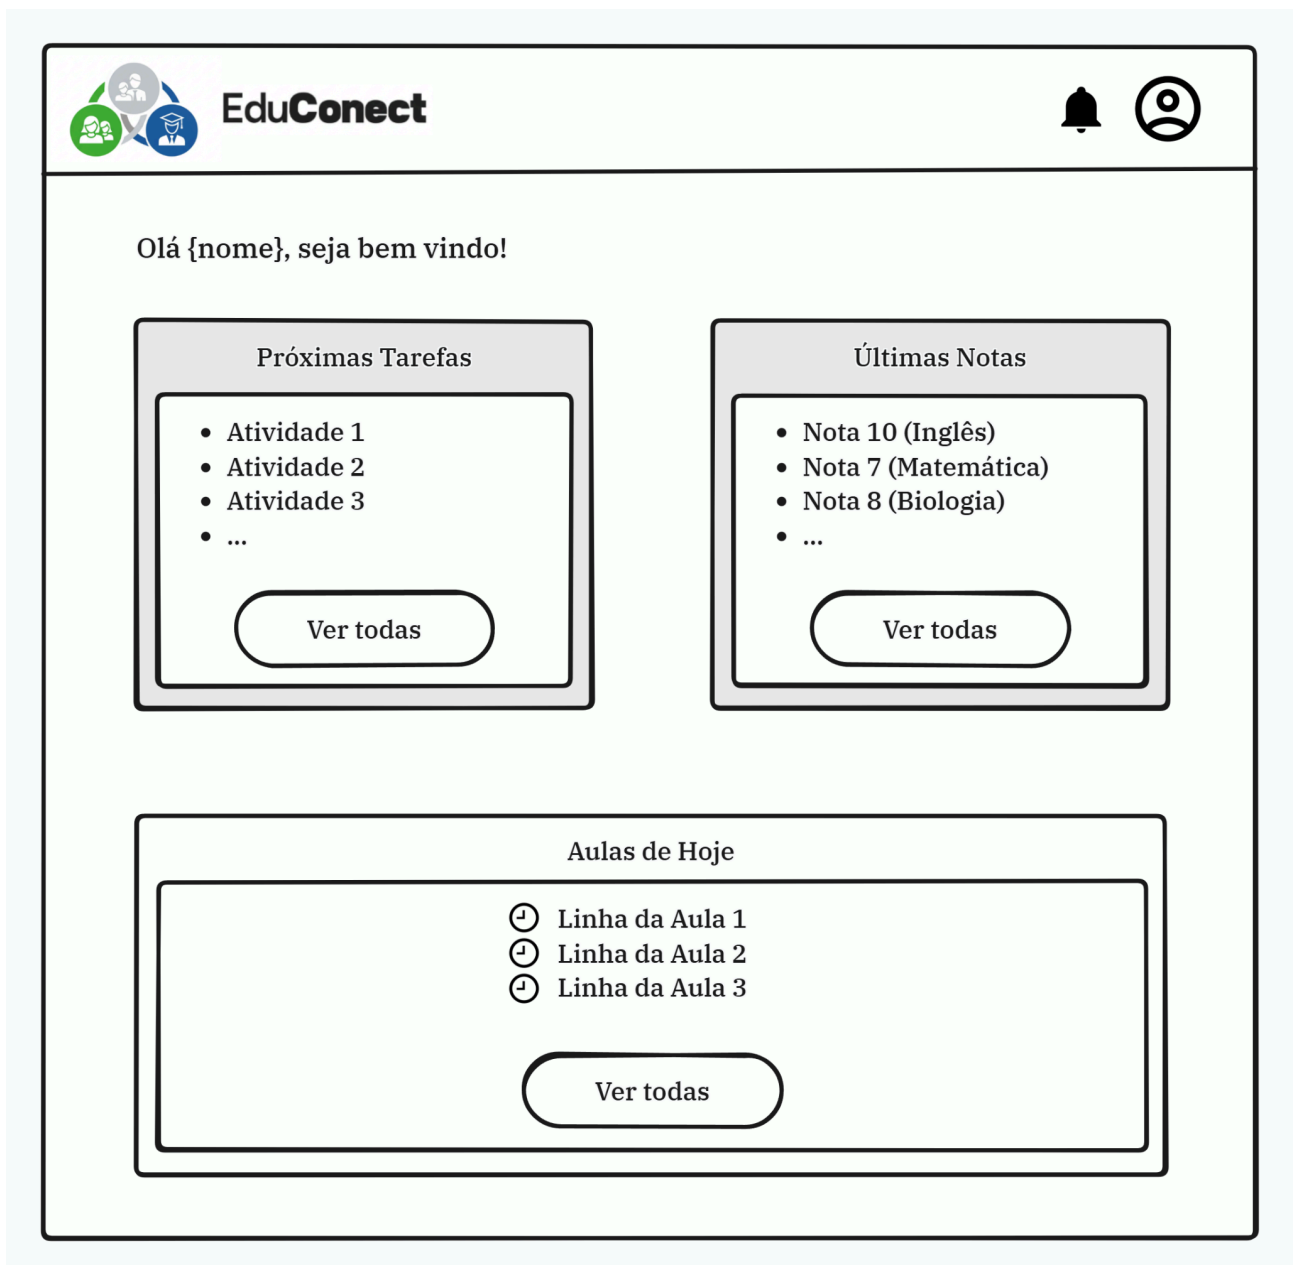 EduConect
Olá {nome}, seja bem vindo!
Próximas Tarefas
• Atividade 1
• Atividade 2
• Atividade 3
• ...
Ver todas
Últimas Notas
• Nota 10 (Inglês)
• Nota 7 (Matemática)
• Nota 8 (Biologia)
• ...
Ver todas
Aulas de Hoje
Linha da Aula 1
Linha da Aula 2
Linha da Aula 3
Ver todas